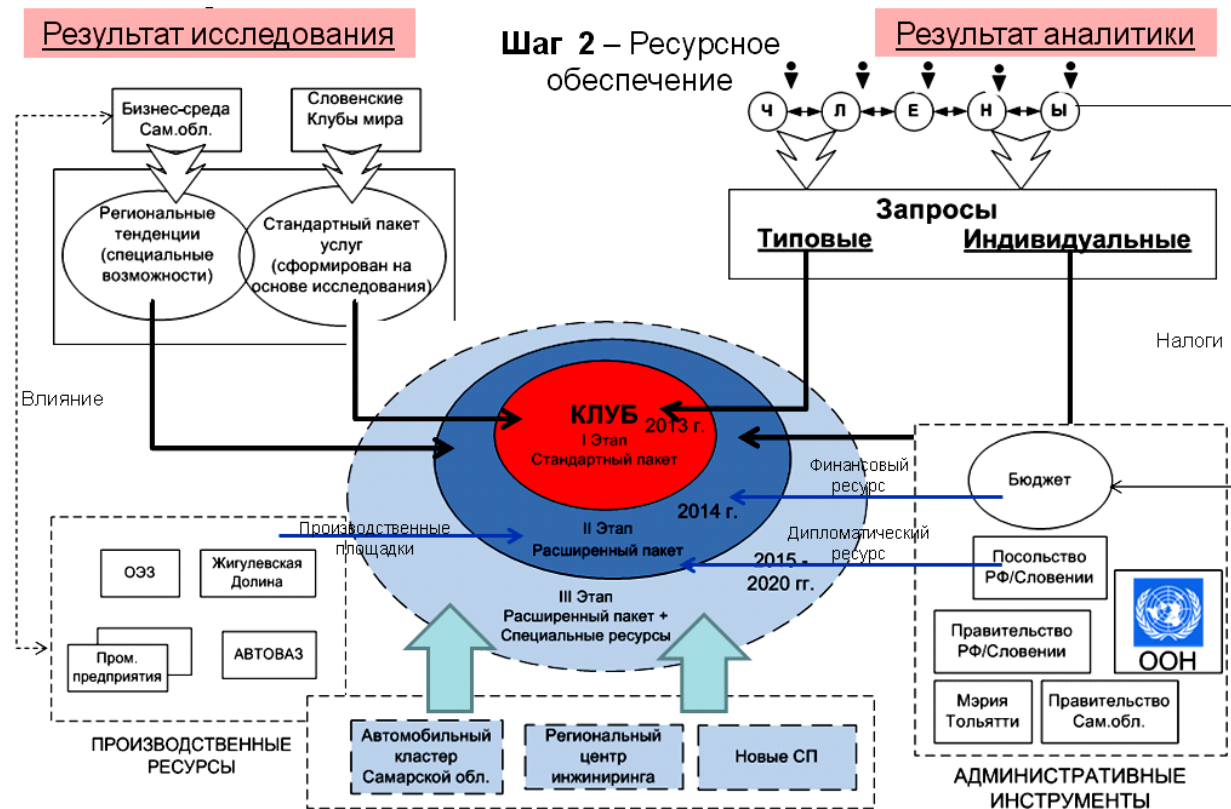 Результат исследования
Шаг 2 – Ресурсное
обеспечение
Результат аналитики
Бизнес-среда
Сам.обл.
Словенские
Клубы мира
Ч Л Е Н Ы
Региональные
тенденции
(специальные
возможности)
Стандартный пакет
услуг
(сформирован на
основе исследования)
Запросы
Типовые
Индивидуальные
Влияние
Налоги
КЛУБ
2013 г.
I Этап
Стандартный пакет
2014 г.
II Этап
Расширенный пакет
2015 -
2020 гг.
III Этап
Расширенный пакет +
Специальные ресурсы
Финансовый
ресурс
Дипломатический
ресурс
Производственные
площадки
ОЭЗ
Жигулевская
Долина
Пром.
предприятия
АВТОВАЗ
ПРОИЗВОДСТВЕННЫЕ
РЕСУРСЫ
Автомобильный
кластер
Самарской обл.
Региональный
центр
инжиниринга
Новые СП
Бюджет
Посольство
РФ/Словении
Правительство
РФ/Словении
ООН
Мэрия
Тольятти
Правительство
Сам.обл.
АДМИНИСТРАТИВНЫЕ
ИНСТРУМЕНТЫ